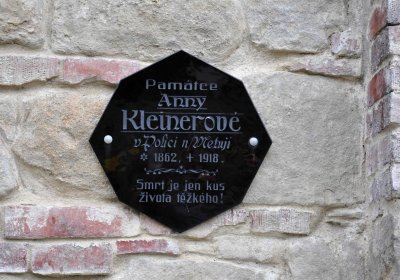 Památce
Anny
Kleinerové
v Polici n Metují
* 1862, + 1918.
Smrt je jen kus
života těžkého!